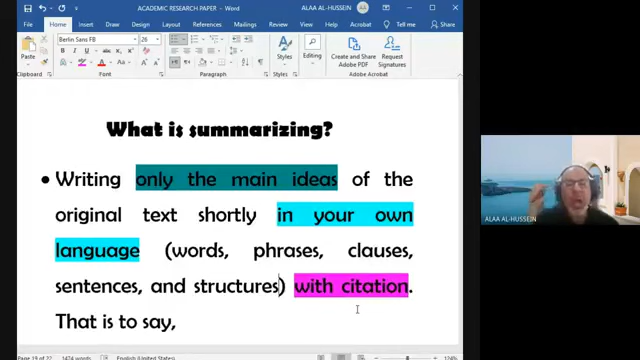 ACADEMIC RESEARCH PAPER - Word
ALAA AL-HUSSEIN
File Home Insert Draw Design Layout References Mailings Review View Help Acrobat Tell me Share
Berlin Sans FB 26
Paste
Styles
Editing
Create and Share Adobe PDF
Request Signatures
Clipboard Font Paragraph Styles Adobe Acrobat
What is summarizing?
• Writing only the main ideas of the
original text shortly in your own
language (words, phrases, clauses,
sentences, and structures) with citation.
That is to say,
ALAA AL-HUSSEIN
Page 19 of 22 1424 words English (United States)